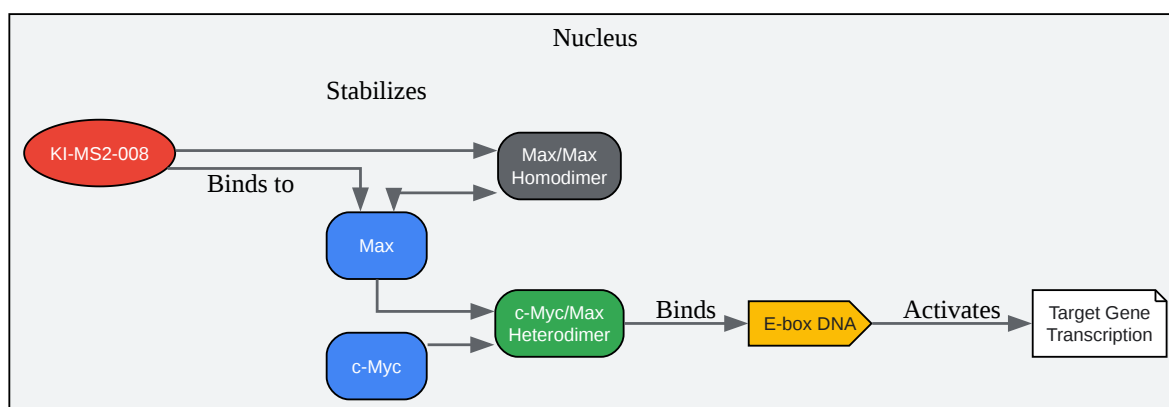 Nucleus
Stabilizes
KI-MS2-008
Max/Max
Homodimer
Binds to
Max
c-Myc/Max
Heterodimer
Binds
E-box DNA
Activates
Target Gene
Transcription
c-Myc